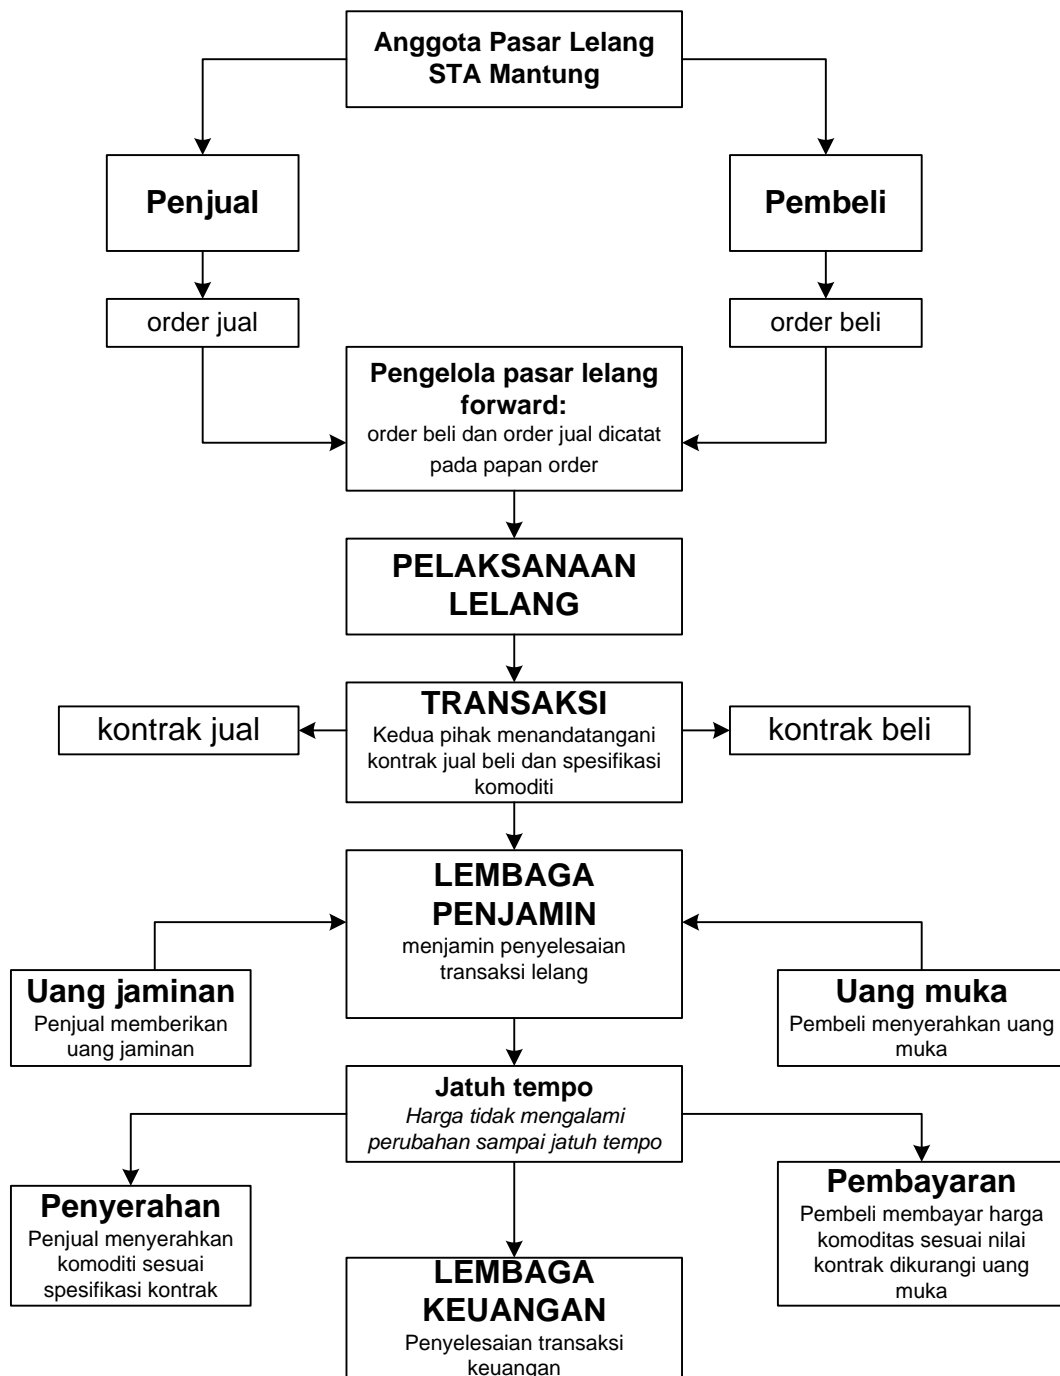 Anggota Pasar Lelang
STA Mantung
Penjual
Pembeli
order jual
order beli
Pengelola pasar lelang
forward:
order beli dan order jual dicatat
pada papan order
PELAKSANAAN
LELANG
TRANSAKSI
Kedua pihak menandatangani
kontrak jual beli dan spesifikasi
komoditi
kontrak jual
kontrak beli
LEMBAGA
PENJAMIN
menjamin penyelesaian
transaksi lelang
Uang jaminan
Penjual memberikan
uang jaminan
Uang muka
Pembeli menyerahkan uang
muka
Jatuh tempo
Harga tidak mengalami
perubahan sampai jatuh tempo
Penyerahan
Penjual menyerahkan
komoditi sesuai
spesifikasi kontrak
Pembayaran
Pembeli membayar harga
komoditas sesuai nilai
kontrak dikurangi uang
muka
LEMBAGA
KEUANGAN
Penyelesaian transaksi
keuangan